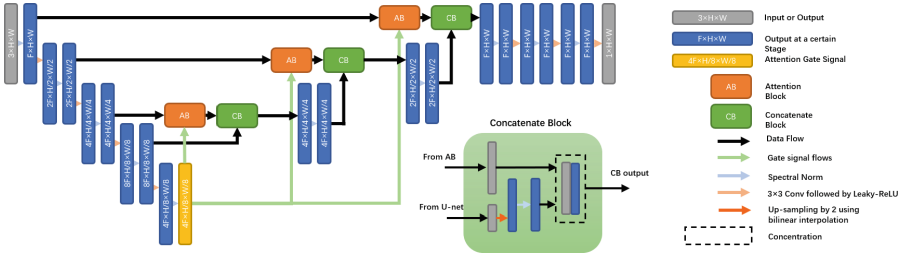 3×H×W
F×H×W
2F×H/2×W/2
2F×H/2×W/2
4F×H/4×W/4
4F×H/4×W/4
8F×H/8×W/8
8F×H/8×W/8
4F×H/8×W/8
4F×H/8×W/8
AB
CB
4F×H/4×W/4
4F×H/4×W/4
AB
CB
2F×H/2×W/2
2F×H/2×W/2
AB
CB
F×H×W
F×H×W
F×H×W
F×H×W
F×H×W
F×H×W
1×H×W
Concatenate Block
From AB
From U-net
CB output
3×H×W
Input or Output
F×H×W
Output at a certain
Stage
4F×H/8×W/8
Attention Gate Signal
AB
Attention
Block
CB
Concatenate
Block
Data Flow
Gate signal flows
Spectral Norm
3×3 Conv followed by Leaky-ReLU
Up-sampling by 2 using
bilinear interpolation
Concentration